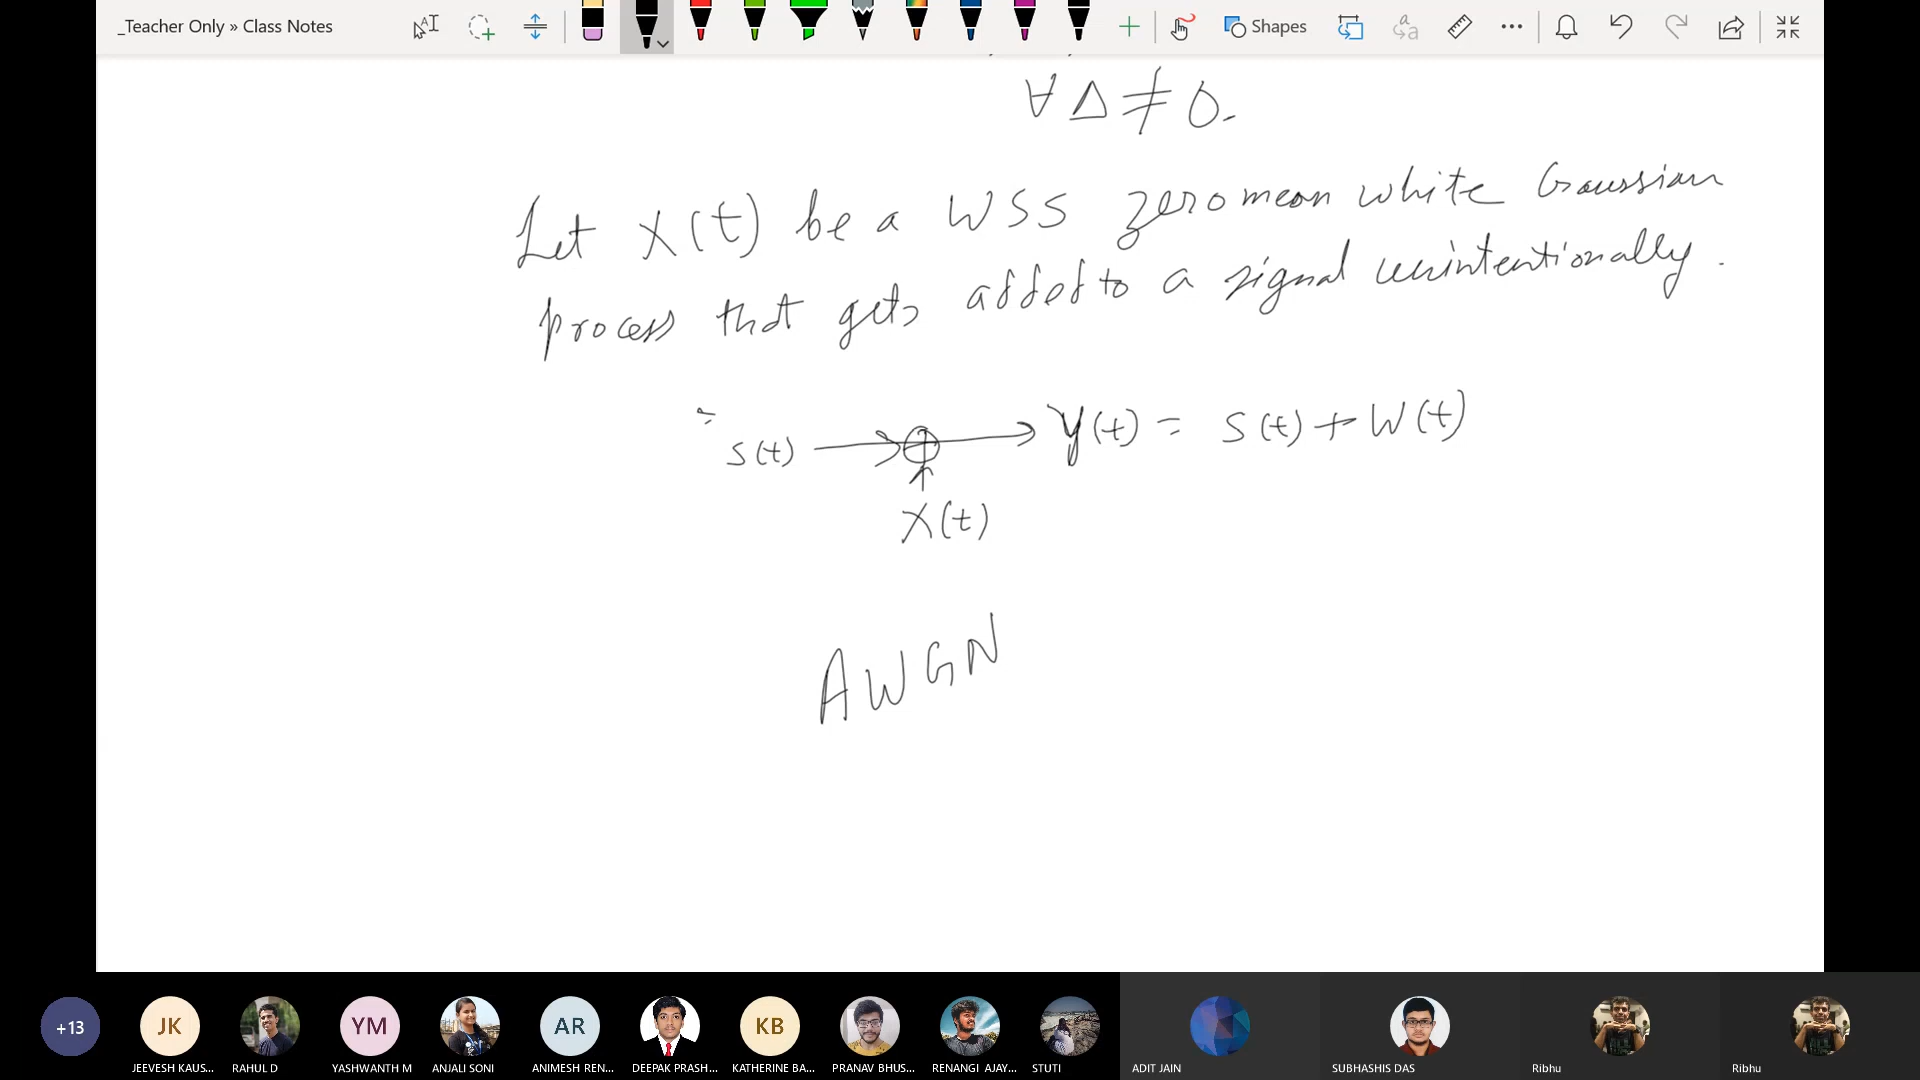 _Teacher Only » Class Notes
Shapes
∀ Δ ≠ 0.
Let X(t) be a WSS zero mean white Gaussian
process that gets added to a signal unintentionally.
S(t) → ⊕ → Y(t) = S(t) + W(t)
X(t)
AWGN
+13
JK
YM
AR
KB
JEEVESH KAUS...
RAHUL D
YASHWANTH M
ANJALI SONI
ANIMESH REN...
DEEPAK PRASH...
KATHERINE BA...
PRANAV BHUS...
RENANGI AJAY...
STUTI
ADIT JAIN
SUBHASHIS DAS
Ribhu
Ribhu